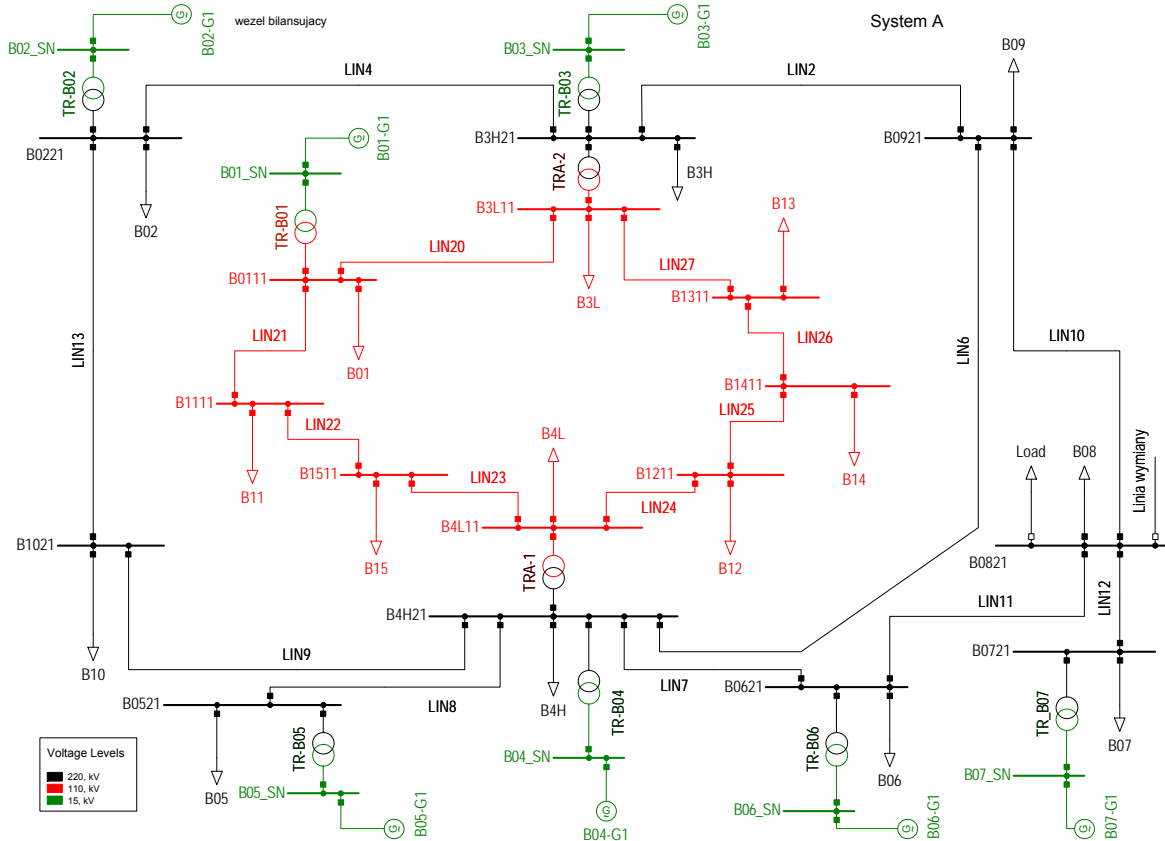 wezel bilansujacy
System A
B02-G1
B02_SN
TR-B02
B0221
B02
LIN4
B03-G1
B03_SN
TR-B03
B3H21
B3H
TRA-2
LIN2
B09
B0921
B01-G1
B01_SN
TR-B01
B0111
B01
LIN20
B3L11
B3L
LIN27
B13
B1311
LIN13
LIN21
LIN26
LIN6
LIN10
B1111
B11
LIN22
B1411
B14
LIN25
B1511
B15
LIN23
B4L
B4L11
LIN24
B1211
B12
Load
B08
Linia wymiany
B0821
B1021
B10
TRA-1
B4H21
B4H
LIN9
LIN8
LIN7
LIN11
LIN12
B0721
B07
TR_B07
B07_SN
B07-G1
B0521
B05
TR-B05
B05_SN
B05-G1
TR-B04
B04_SN
B04-G1
B0621
B06
TR-B06
B06_SN
B06-G1
G
G
G
G
G
G
G
Voltage Levels
220, kV
110, kV
15, kV